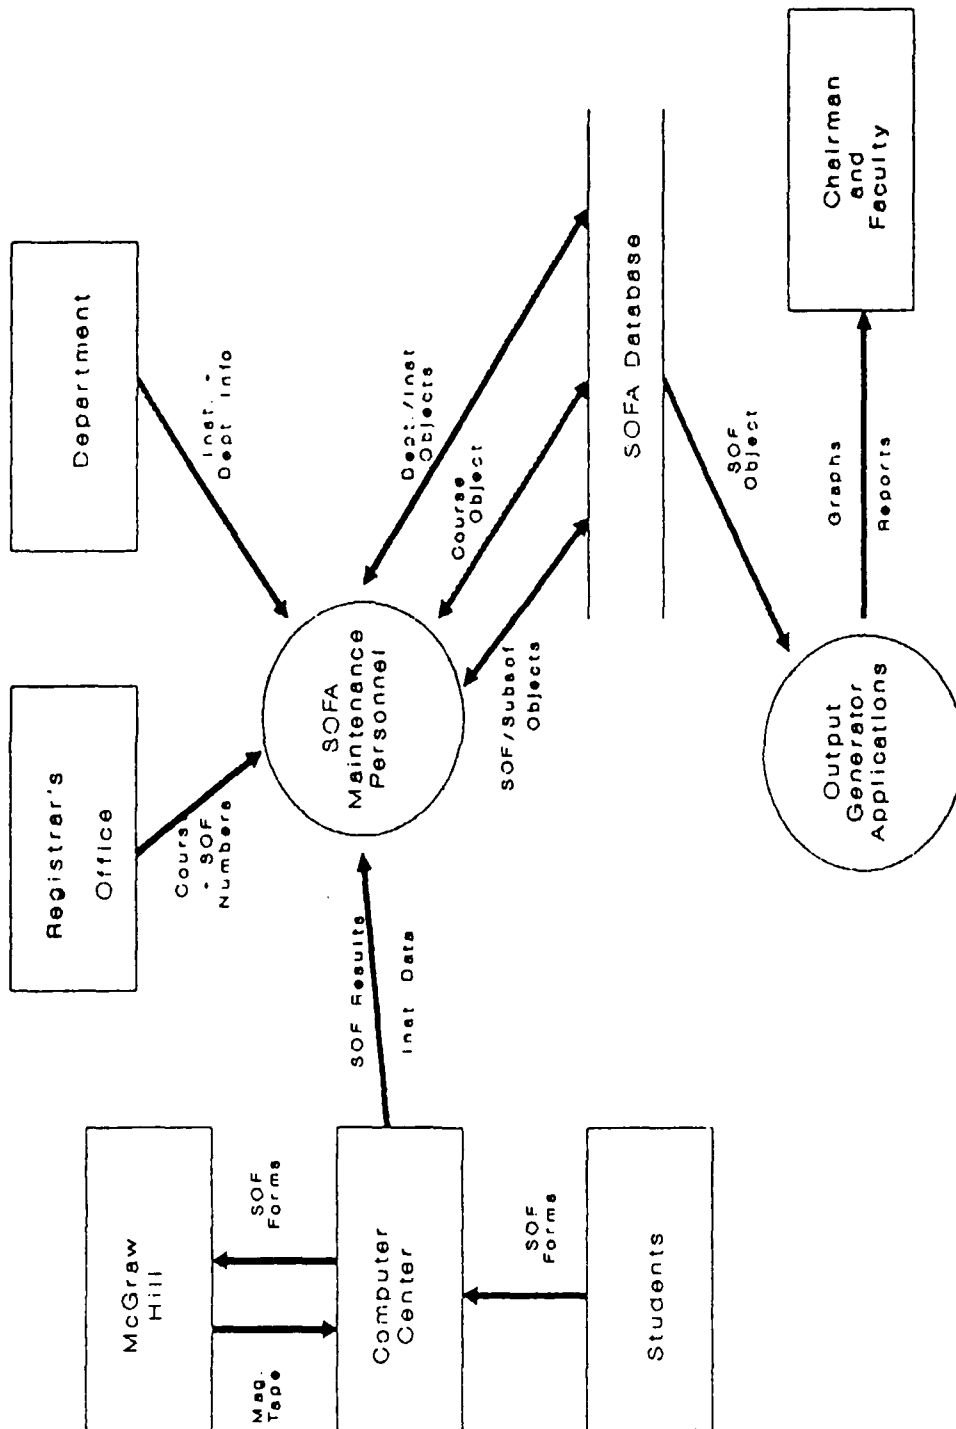 McGraw
Hill
Mag.
Tape
SOF
Forms
Computer
Center
SOF
Forms
Students
SOF Results
Inst Data
Registrar's
Office
Cours
- SOF
Numbers
Department
Inst. -
Dept Info
SOFA
Maintenance
Personnel
Dept./Inst
Objects
Course
Object
SOF/Subsof
Objects
SOFA Database
SOF
Object
Output
Generator
Applications
Graphs
Reports
Chairman
and
Faculty